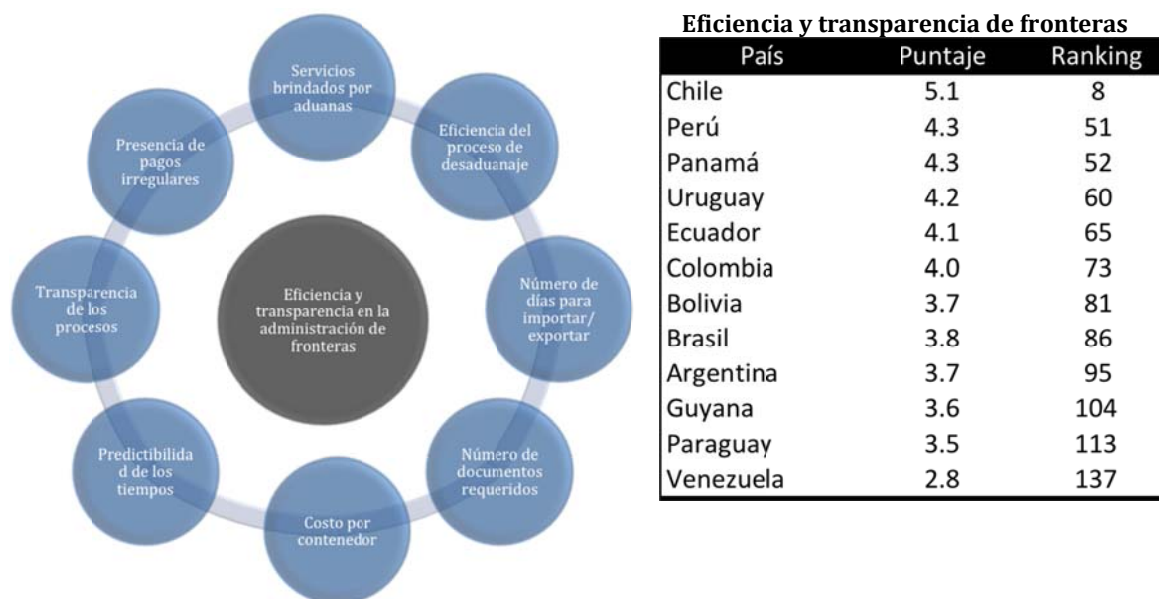 Servicios
brindados por
aduanas
Eficiencia del
proceso de
desaduanaje
Número de
días para
importar/
exportar
Número de
documentos
requeridos
Costo por
contenedor
Predictibilida
d de los
tiempos
Transparencia
de los
procesos
Presencia de
pagos
irregulares
Eficiencia y
transparencia en la
administración de
fronteras
Eficiencia y transparencia de fronteras
País Puntaje Ranking
Chile 5.1 8
Perú 4.3 51
Panamá 4.3 52
Uruguay 4.2 60
Ecuador 4.1 65
Colombia 4.0 73
Bolivia 3.7 81
Brasil 3.8 86
Argentina 3.7 95
Guyana 3.6 104
Paraguay 3.5 113
Venezuela 2.8 137